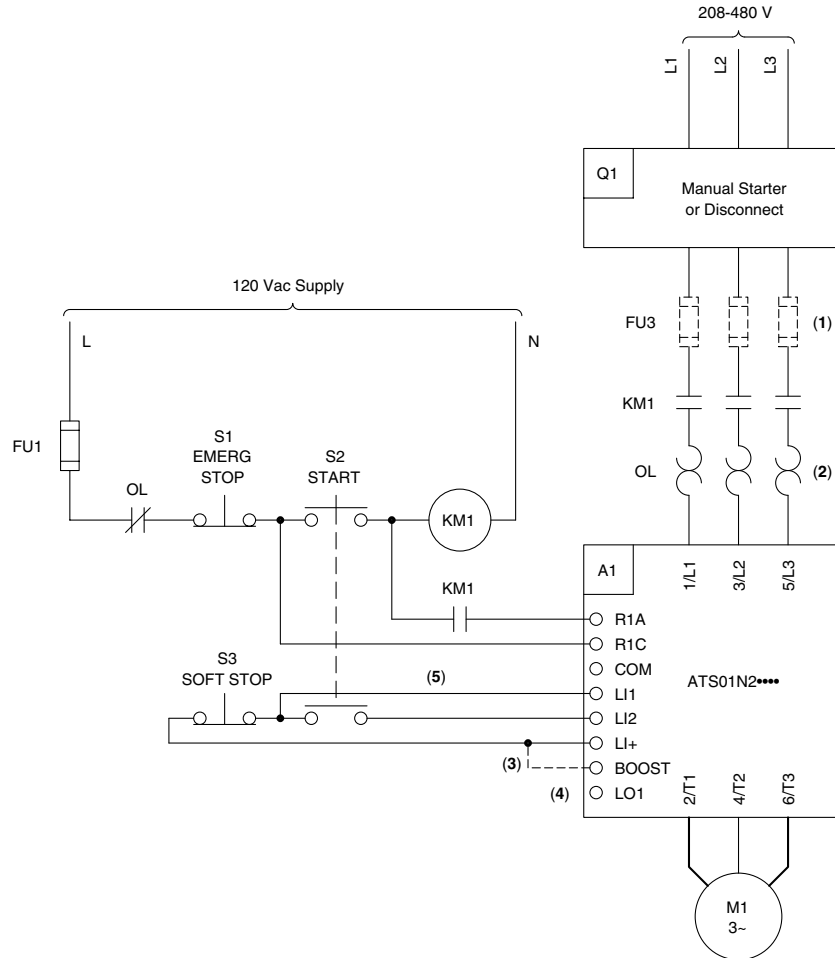 208-480 V
L1
L2
L3
Q1
Manual Starter
or Disconnect
120 Vac Supply
L
N
FU3
(1)
KM1
FU1
S1
EMERG
STOP
S2
START
OL
OL
(2)
KM1
A1
1/L1
3/L2
5/L3
KM1
R1A
R1C
COM
ATS01N2••••
S3
SOFT STOP
(5)
LI1
LI2
LI+
(3)
BOOST
(4)
LO1
2/T1
4/T2
6/T3
M1
3~